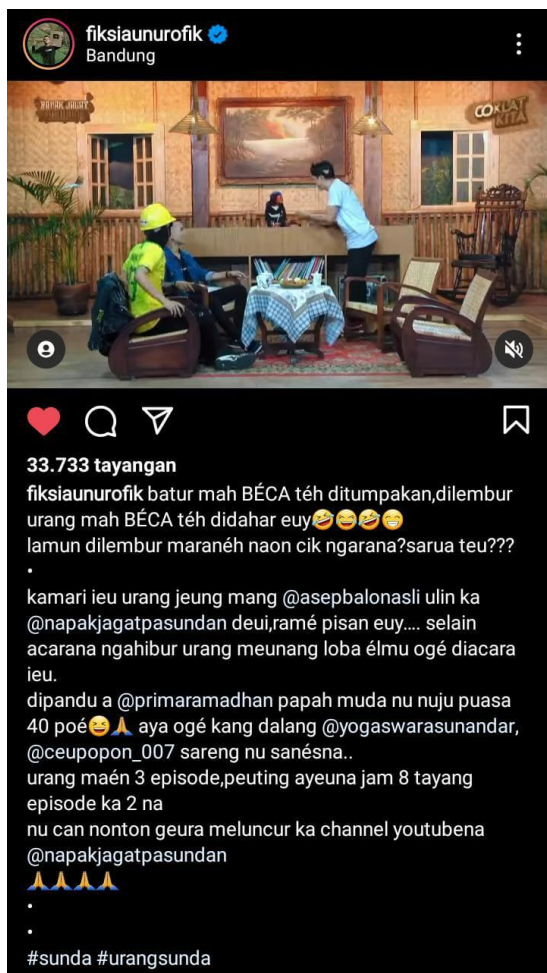 fiksiaunurofik
Bandung
NAPAK JAGAT
COKLAT
KITA
33.733 tayangan
fiksiaunurofik batur mah BÉCA téh ditumpakan,dilembur
urang mah BÉCA téh didahar euy🤣😂🤣😁
lamun dilembur maranéh naon cik ngarana?sarua teu???
•
kamari ieu urang jeung mang @asepbalonasli ulin ka
@napakjagatpasundan deui,ramé pisan euy.... selain
acarana ngahibur urang meunang loba élmu ogé diacara
ieu.
dipandu a @primaramadhan papah muda nu nuju puasa
40 poé😆🙏 aya ogé kang dalang @yogaswarasunandar,
@ceupopon_007 sareng nu sanésna..
urang maén 3 episode,peuting ayeuna jam 8 tayang
episode ka 2 na
nu can nonton geura meluncur ka channel youtubena
@napakjagatpasundan
🙏🙏🙏🙏
•
•
#sunda #urangsunda